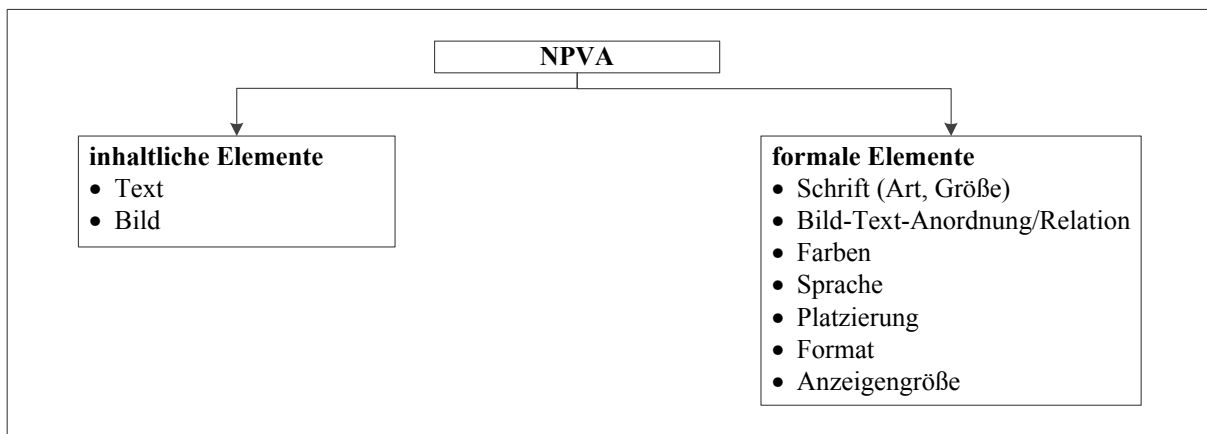 NPVA
inhaltliche Elemente
• Text
• Bild
formale Elemente
• Schrift (Art, Größe)
• Bild-Text-Anordnung/Relation
• Farben
• Sprache
• Platzierung
• Format
• Anzeigengröße